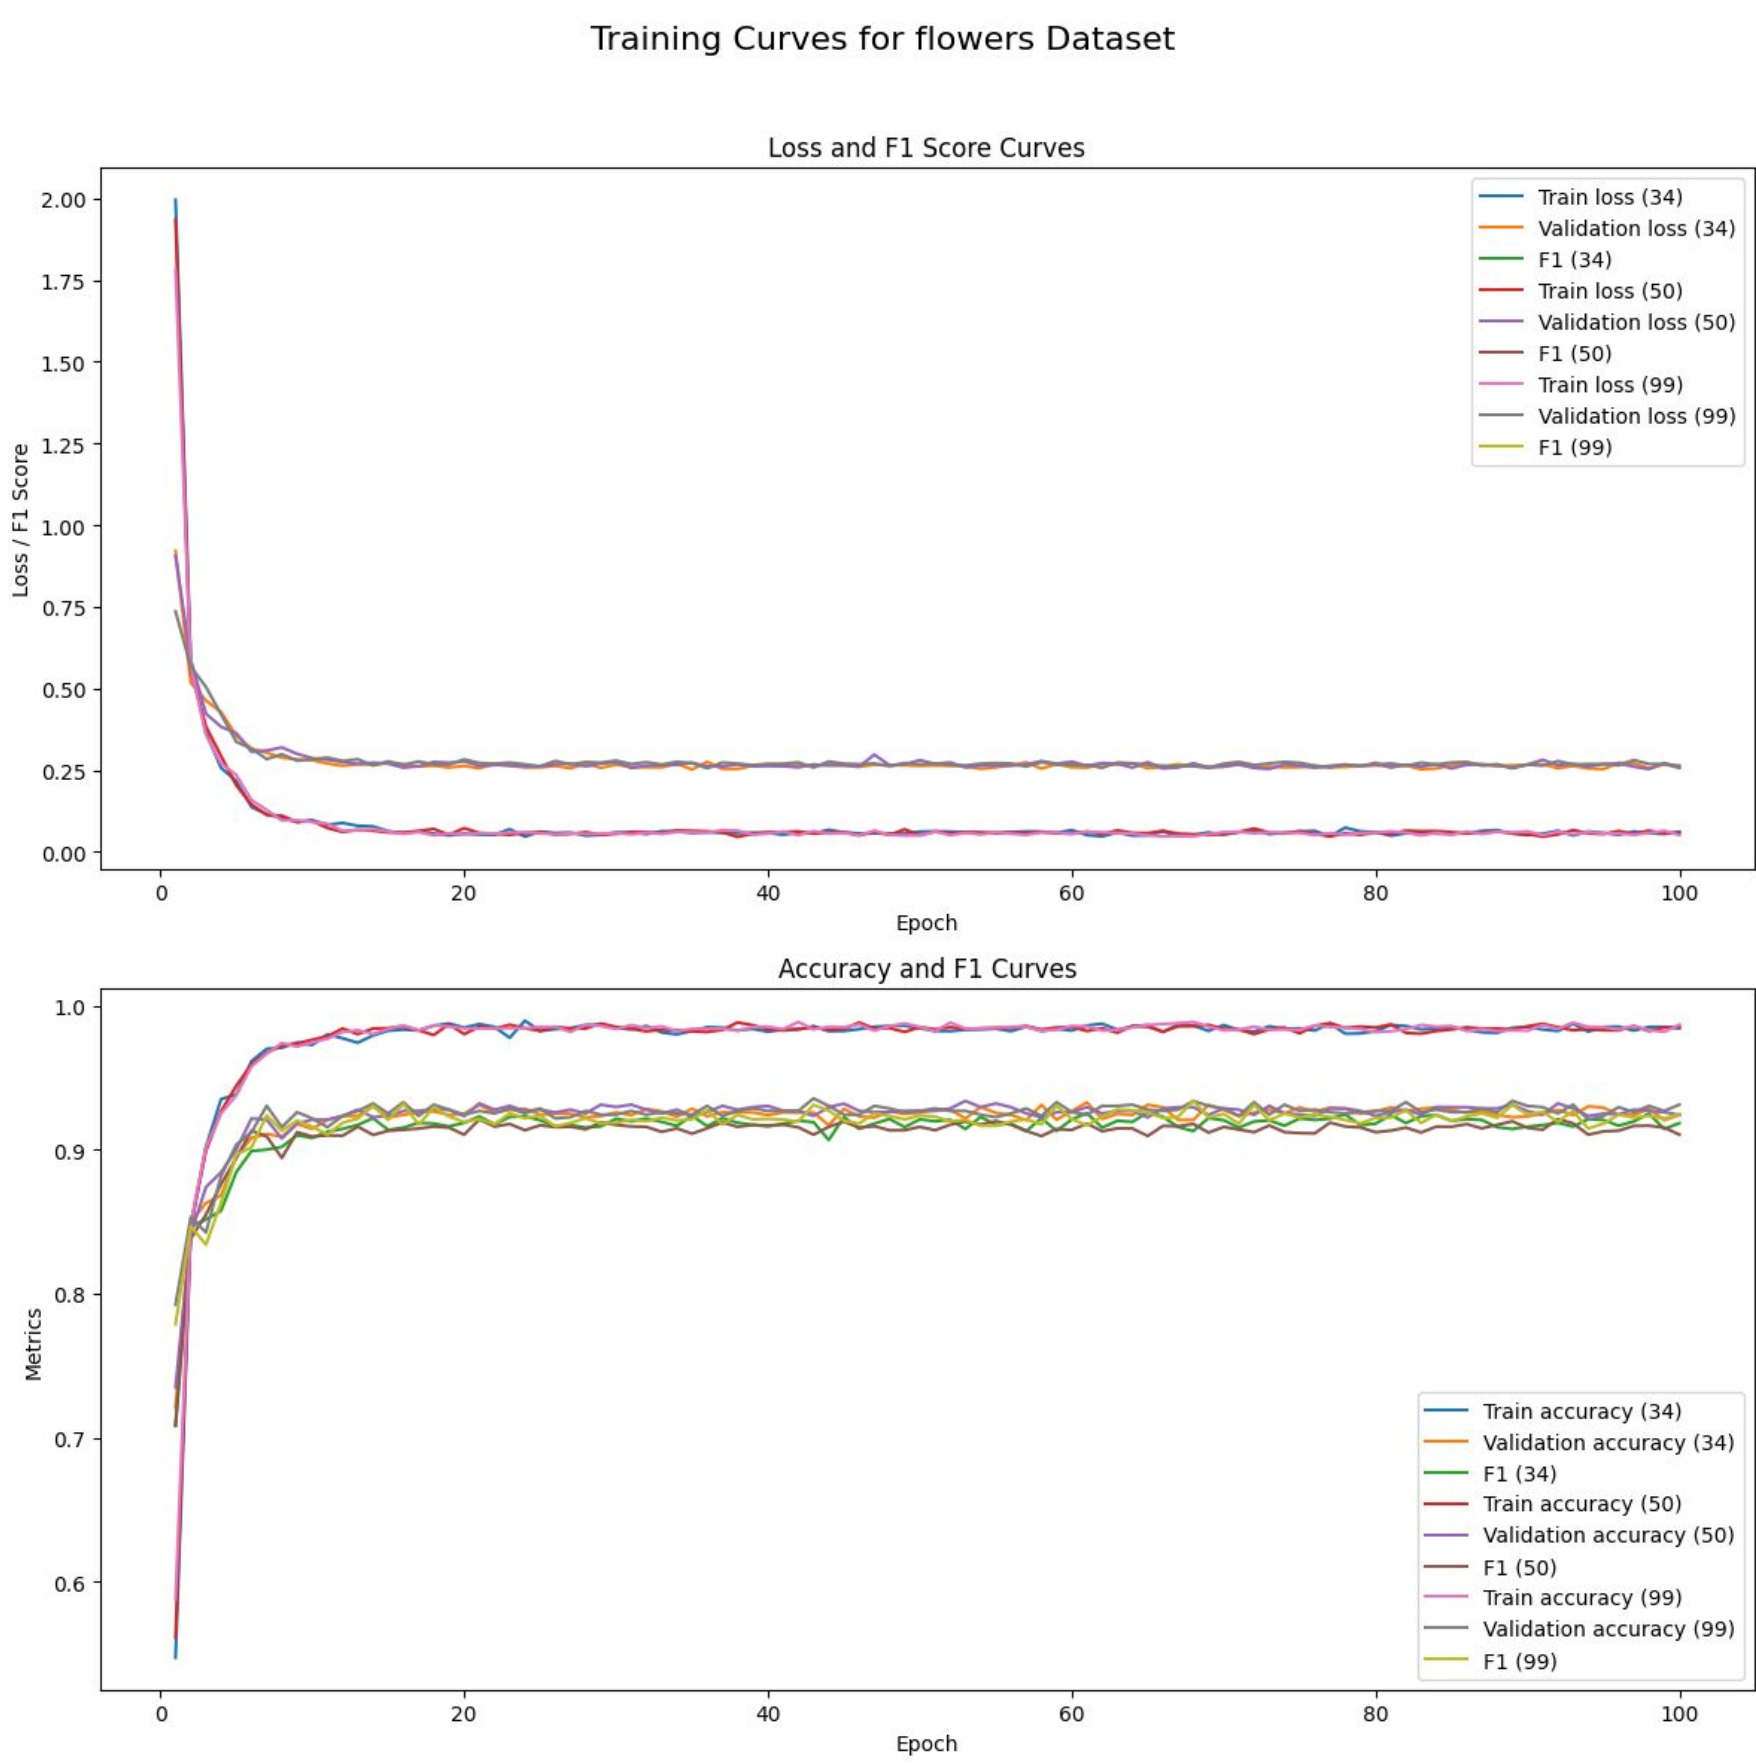 Training Curves for flowers Dataset
Loss and F1 Score Curves
Loss / F1 Score
2.00
1.75
1.50
1.25
1.00
0.75
0.50
0.25
0.00
Train loss (34)
Validation loss (34)
F1 (34)
Train loss (50)
Validation loss (50)
F1 (50)
Train loss (99)
Validation loss (99)
F1 (99)
0 20 40 60 80 100
Epoch
Accuracy and F1 Curves
Metrics
1.0
0.9
0.8
0.7
0.6
Train accuracy (34)
Validation accuracy (34)
F1 (34)
Train accuracy (50)
Validation accuracy (50)
F1 (50)
Train accuracy (99)
Validation accuracy (99)
F1 (99)
0 20 40 60 80 100
Epoch